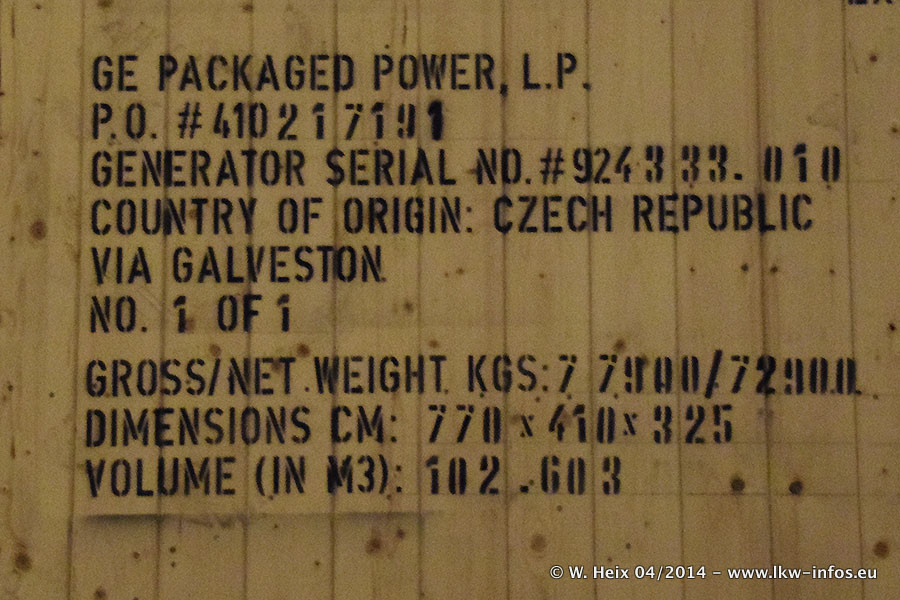 GE PACKAGED POWER, L.P.
P.O. #410217191
GENERATOR SERIAL NO.#924333.010
COUNTRY OF ORIGIN: CZECH REPUBLIC
VIA GALVESTON
NO. 1 OF 1
GROSS/NET WEIGHT KGS:77900/72900
DIMENSIONS CM: 770 x 410 x 325
VOLUME (IN M3): 102.603
© W. Heix 04/2014 - www.lkw-infos.eu